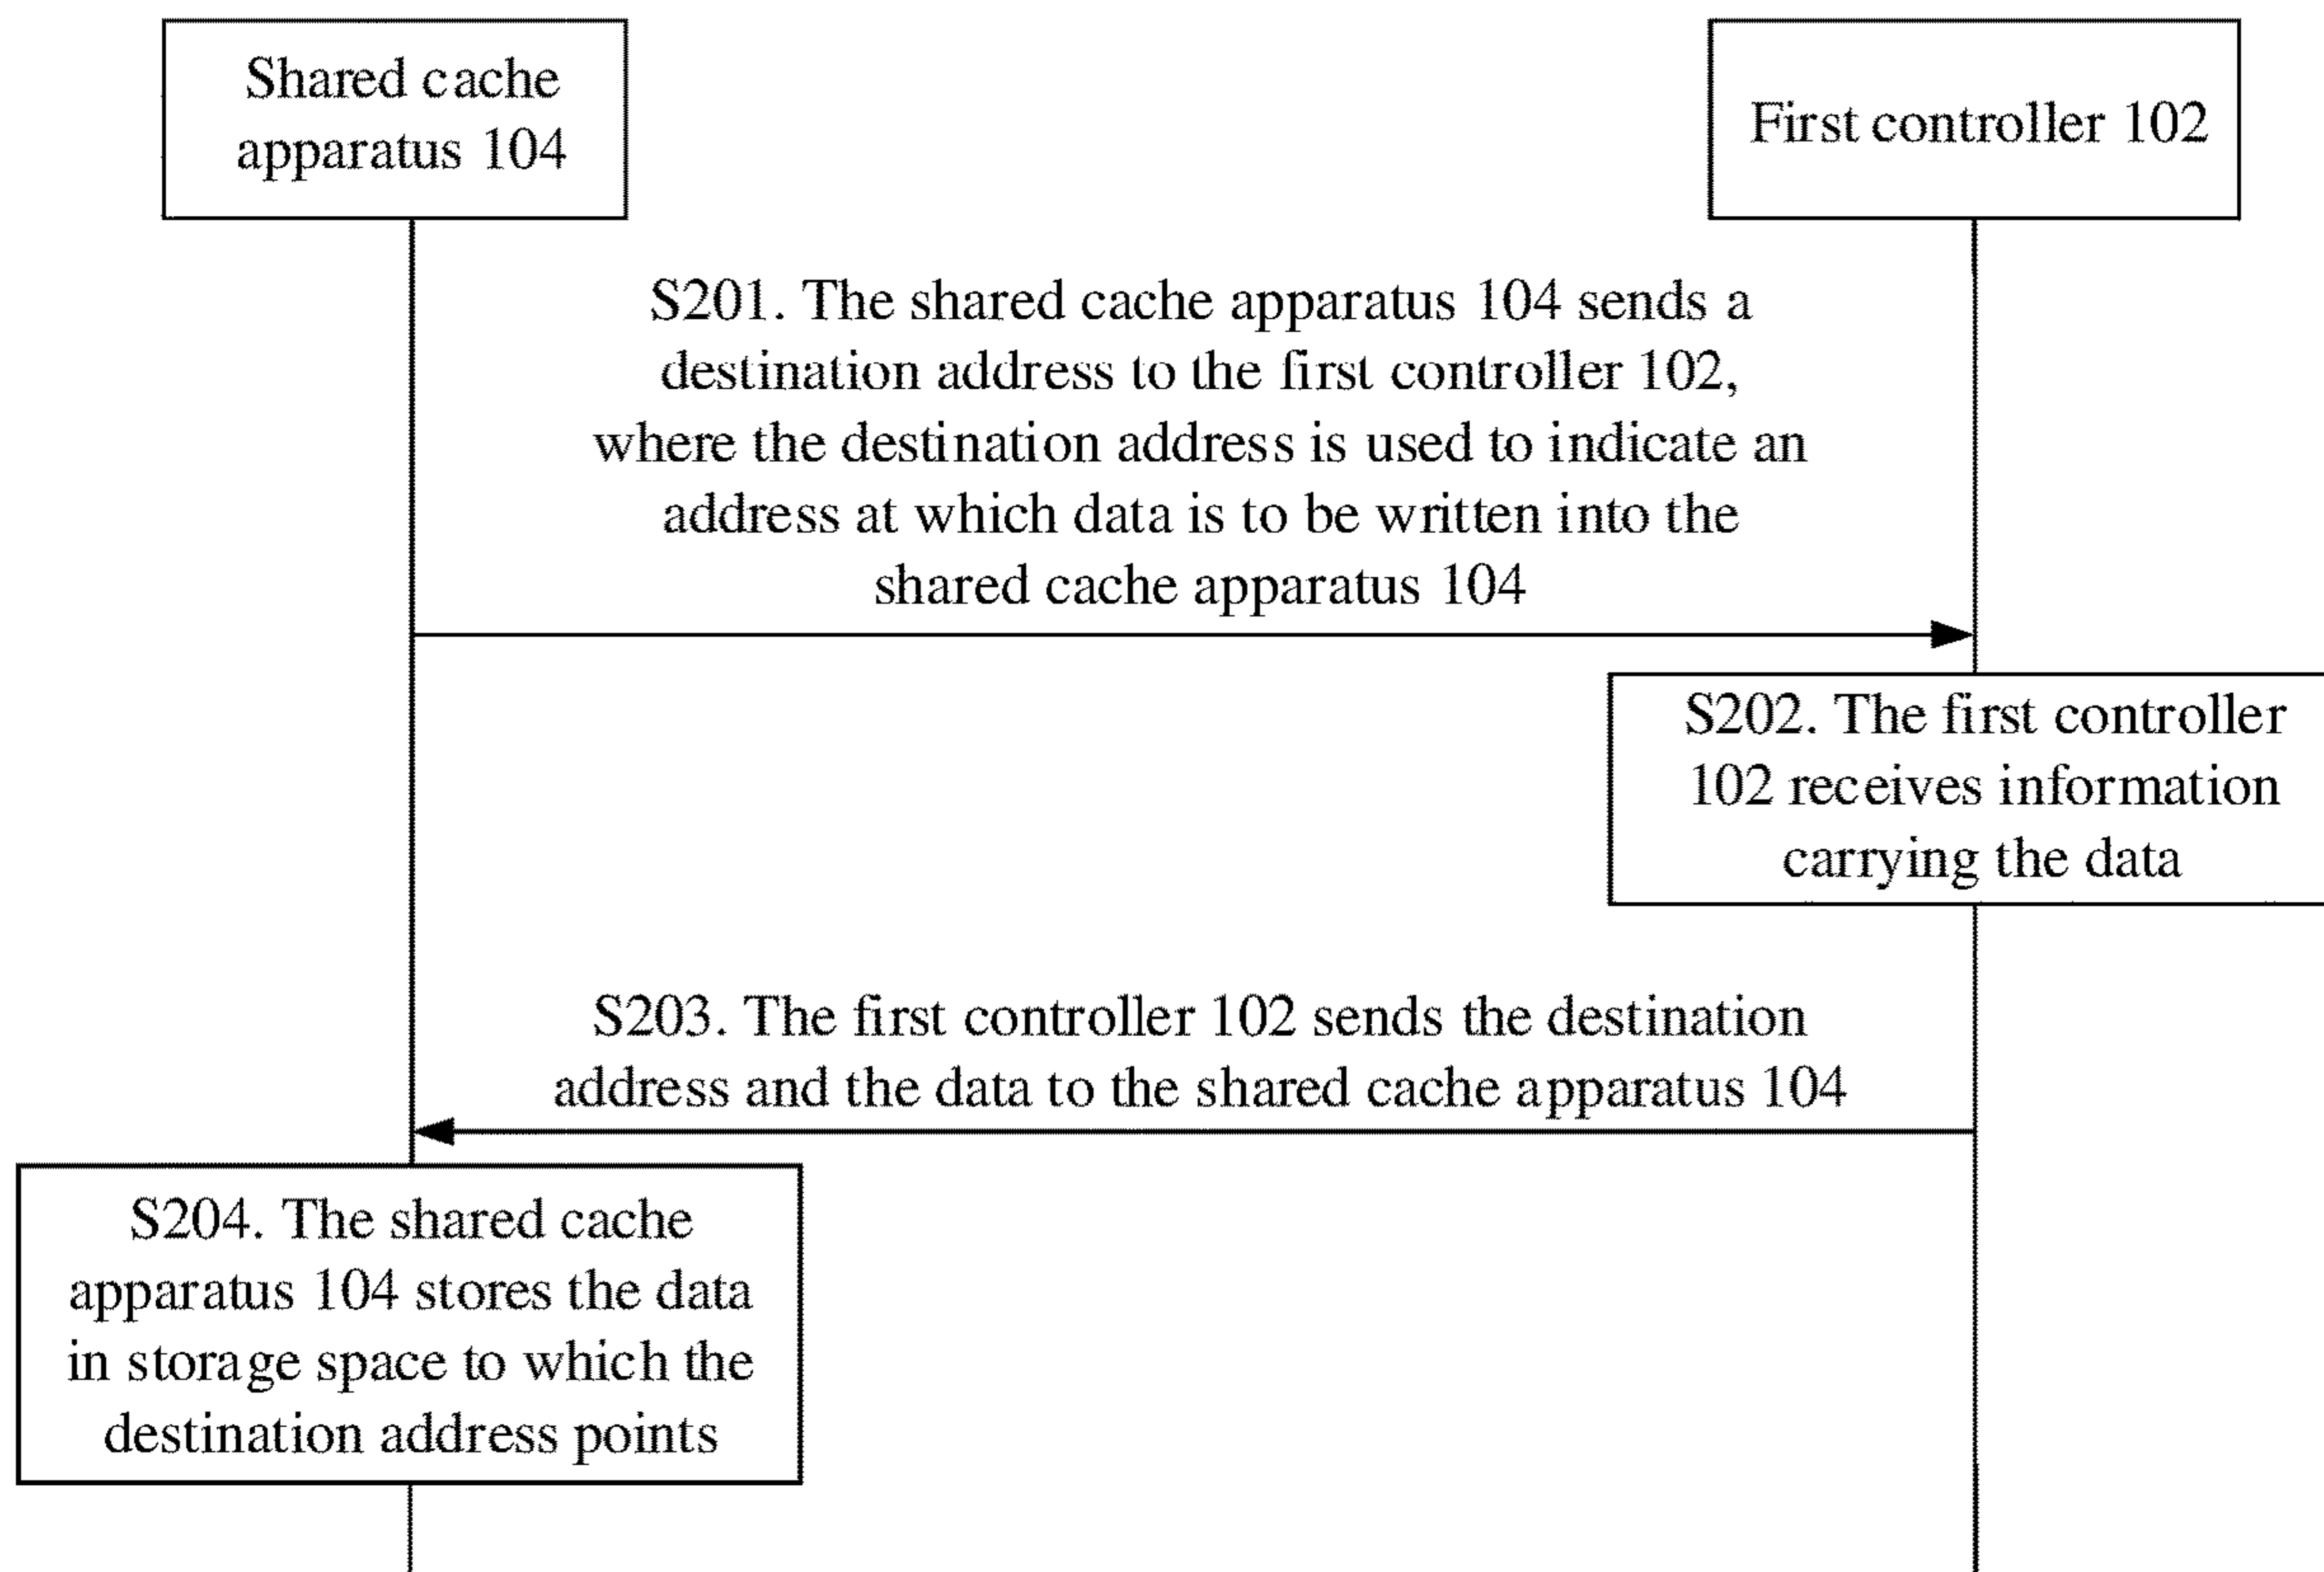 Shared cache
apparatus 104
First controller 102
S201. The shared cache apparatus 104 sends a
destination address to the first controller 102,
where the destination address is used to indicate an
address at which data is to be written into the
shared cache apparatus 104
S202. The first controller
102 receives information
carrying the data
S203. The first controller 102 sends the destination
address and the data to the shared cache apparatus 104
S204. The shared cache
apparatus 104 stores the data
in storage space to which the
destination address points